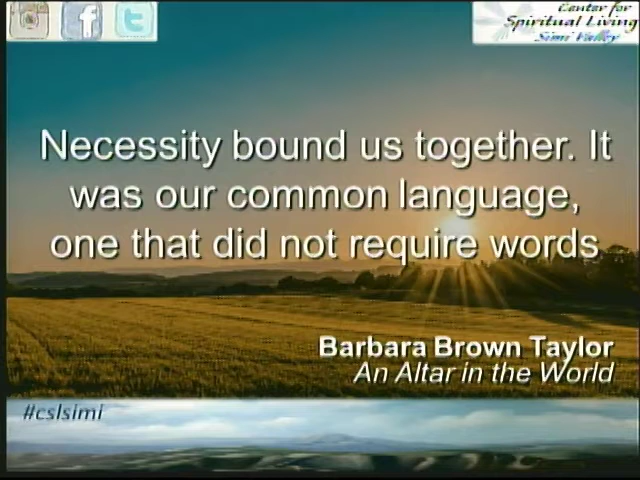 Center for
Spiritual Living
Simi Valley
Necessity bound us together. It
was our common language,
one that did not require words
Barbara Brown Taylor
An Altar in the World
#cslsimi